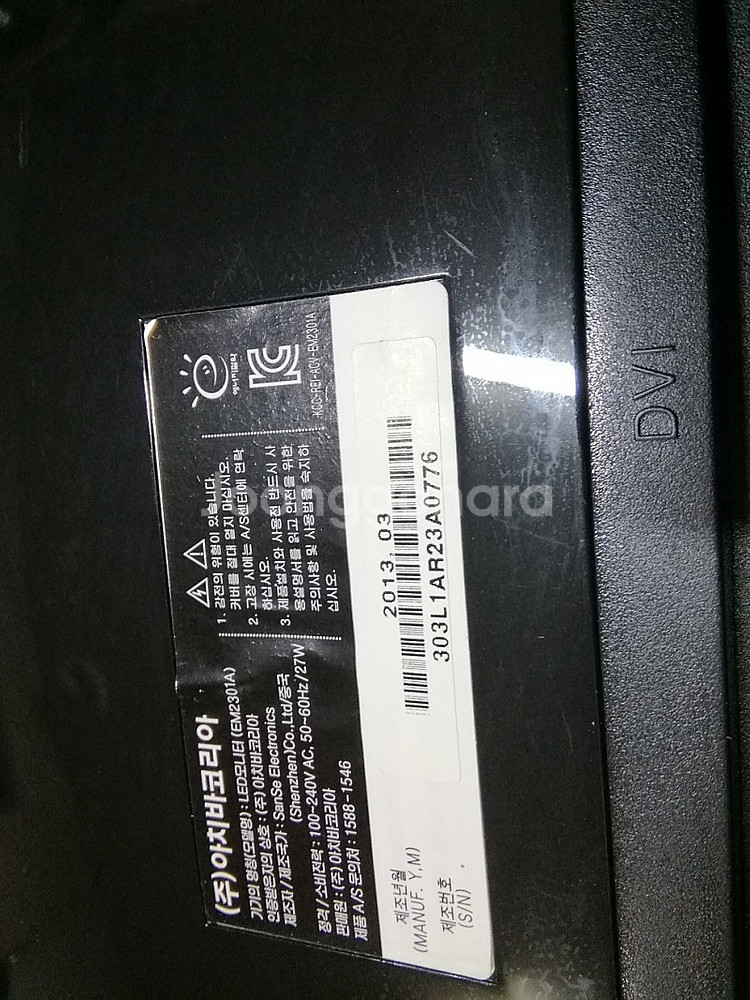 (주)아치바코리아
기기의 명칭(모델명) : LED모니터 (EM2301A)
인증받은자의 상호 : (주) 아치바코리아
제조자 / 제조국가 : SanSe Electronics
(Shenzhen)Co.,Ltd/중국
정격 / 소비전력 : 100~240V AC, 50~60Hz/27W
판매원 : (주) 아치바코리아
제품 A/S 문의처 : 1588-1546
1. 감전의 위험이 있습니다.
커버를 절대 열지 마십시오.
2. 고장 시에는 A/S센터에 연락
하십시오.
3. 제품설치와 사용전 반드시 사
용설명서를 읽고 안전을 위한
주의사항 및 사용법을 숙지하
십시오.
에너지절약
KCC-REI-ACV-EM2301A
제조년월
(MANUF. Y,M)
2013. 03
제조번호
(S/N)
303L1AR23A0776
DVI